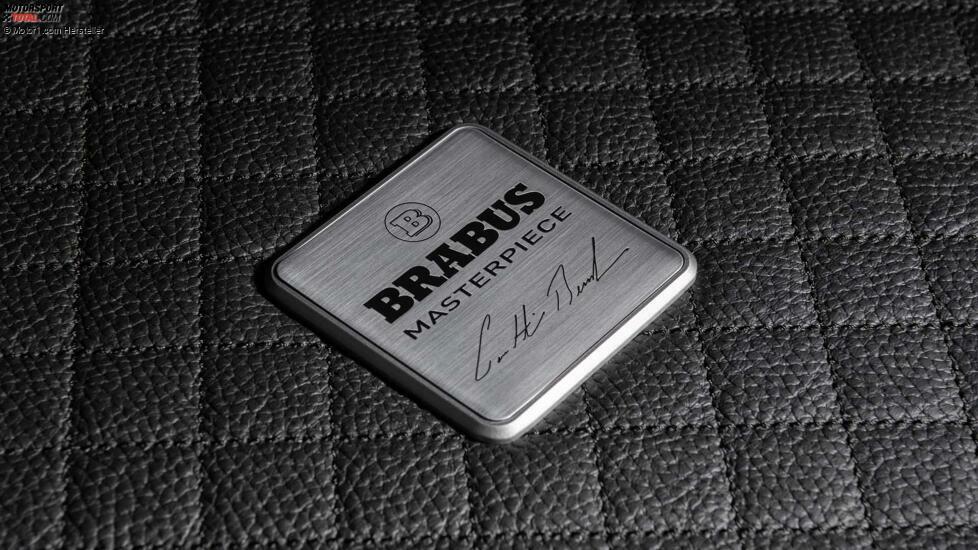 MOTORSPORT
TOTAL.COM
© Motor1.com Hersteller
B
BRABUS
MASTERPIECE